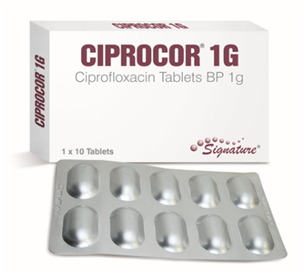 CIPROCOR® 1G
Ciprofloxacin Tablets BP 1g
1 x 10 Tablets
Signature®
CIPROCOR® 1G